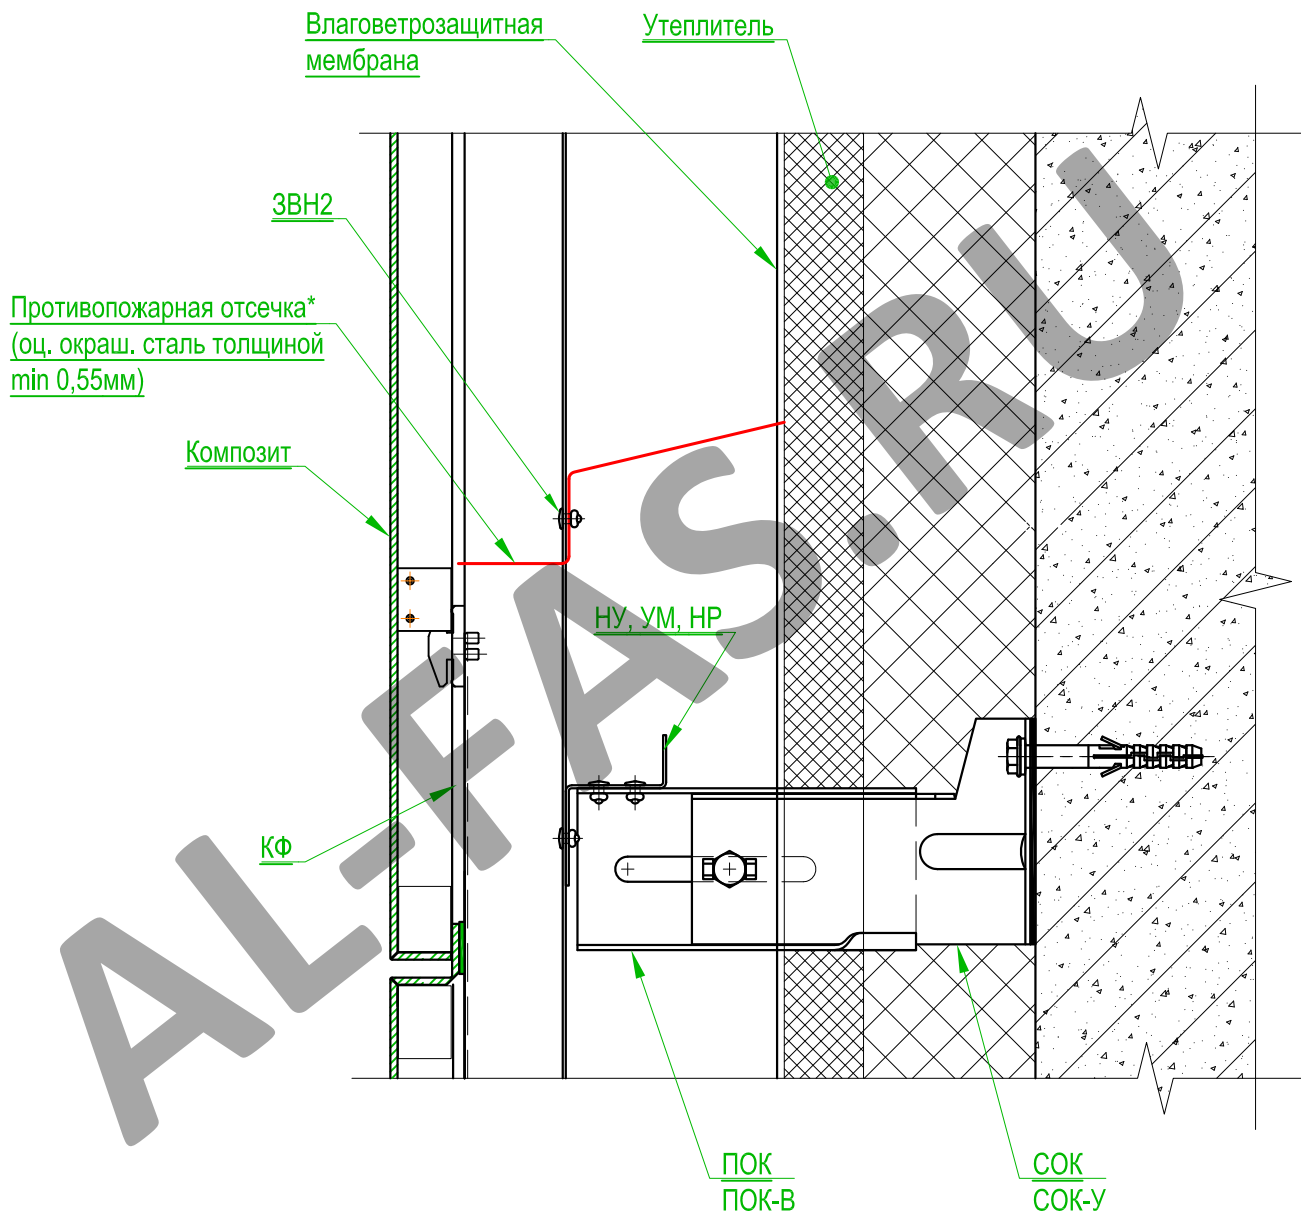 Влаговетрозащитная
мембрана
Утеплитель
ЗВН2
Противопожарная отсечка*
(оц. окраш. сталь толщиной
min 0,55мм)
Композит
НУ, УМ, НР
КФ
ПОК
ПОК-В
СОК
СОК-У
AL-FAS.RU